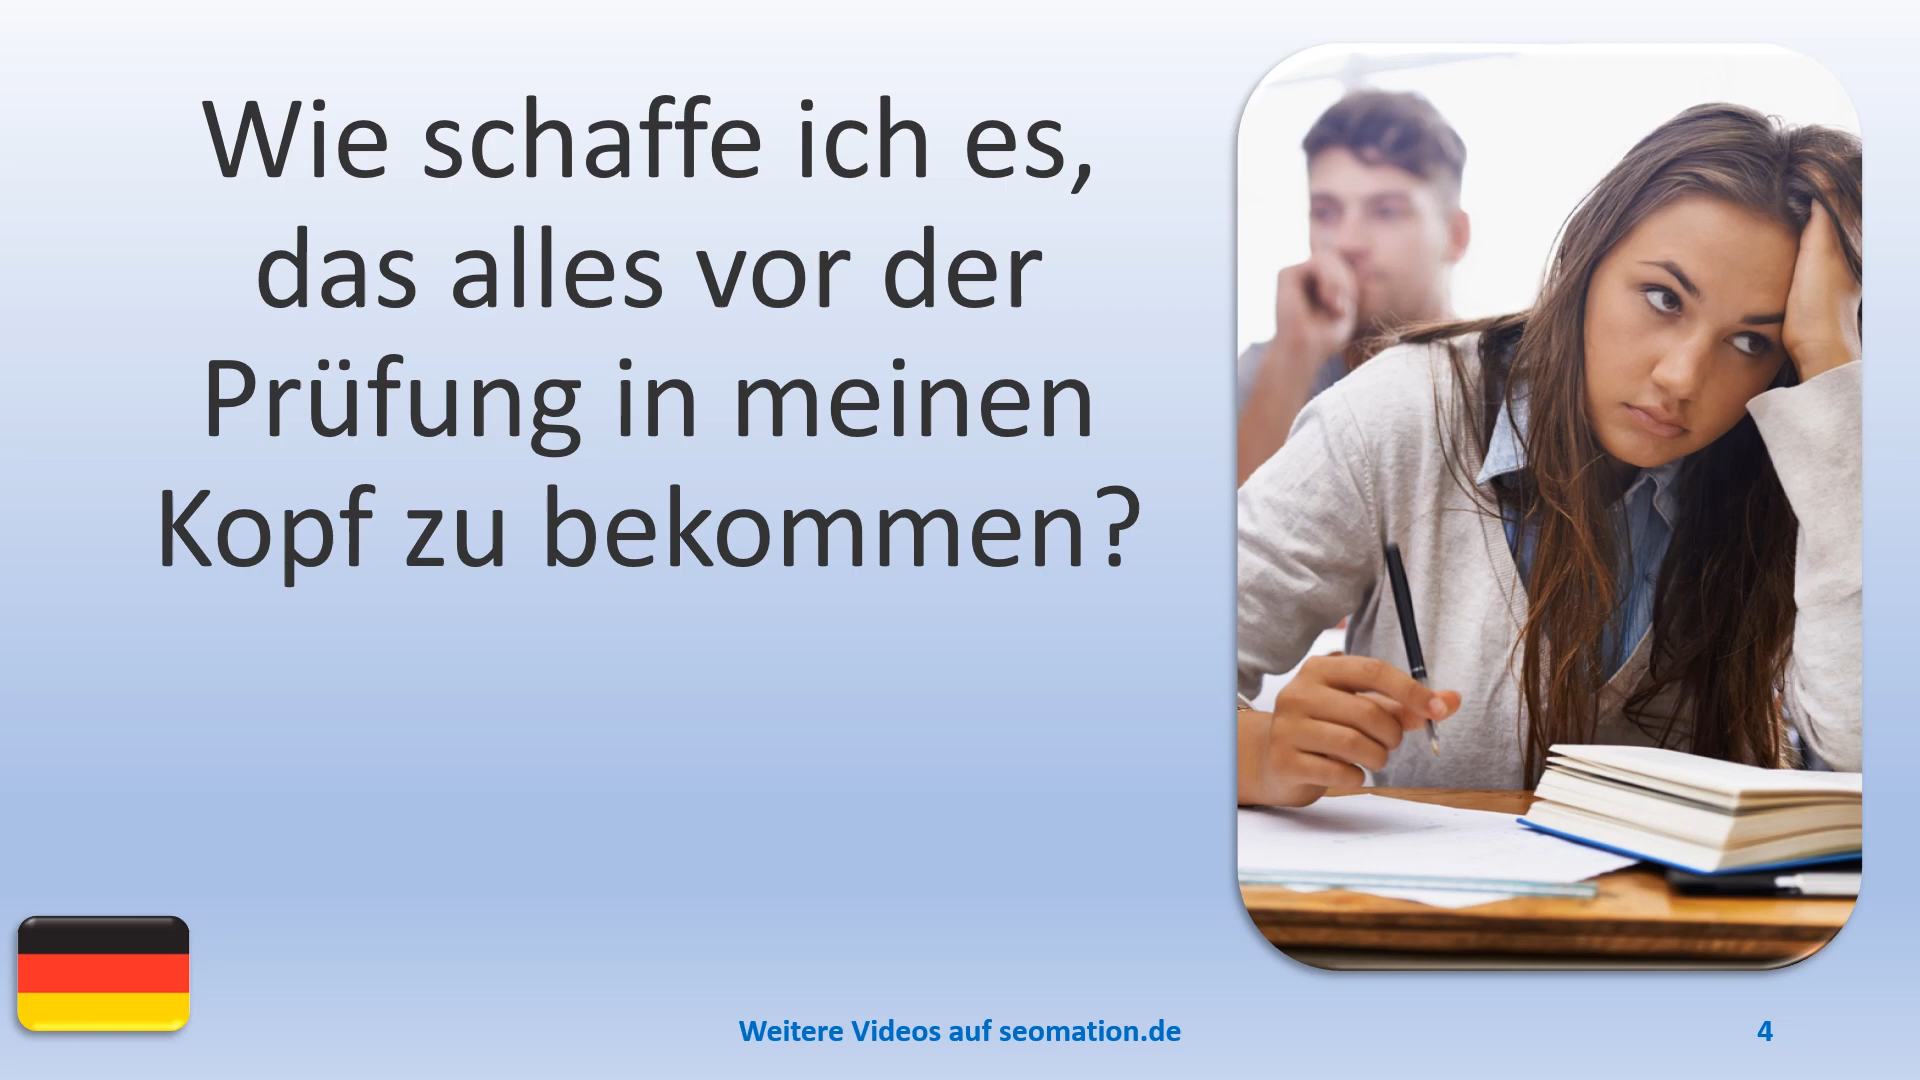 Wie schaffe ich es,
das alles vor der
Prüfung in meinen
Kopf zu bekommen?
Weitere Videos auf seomation.de
4